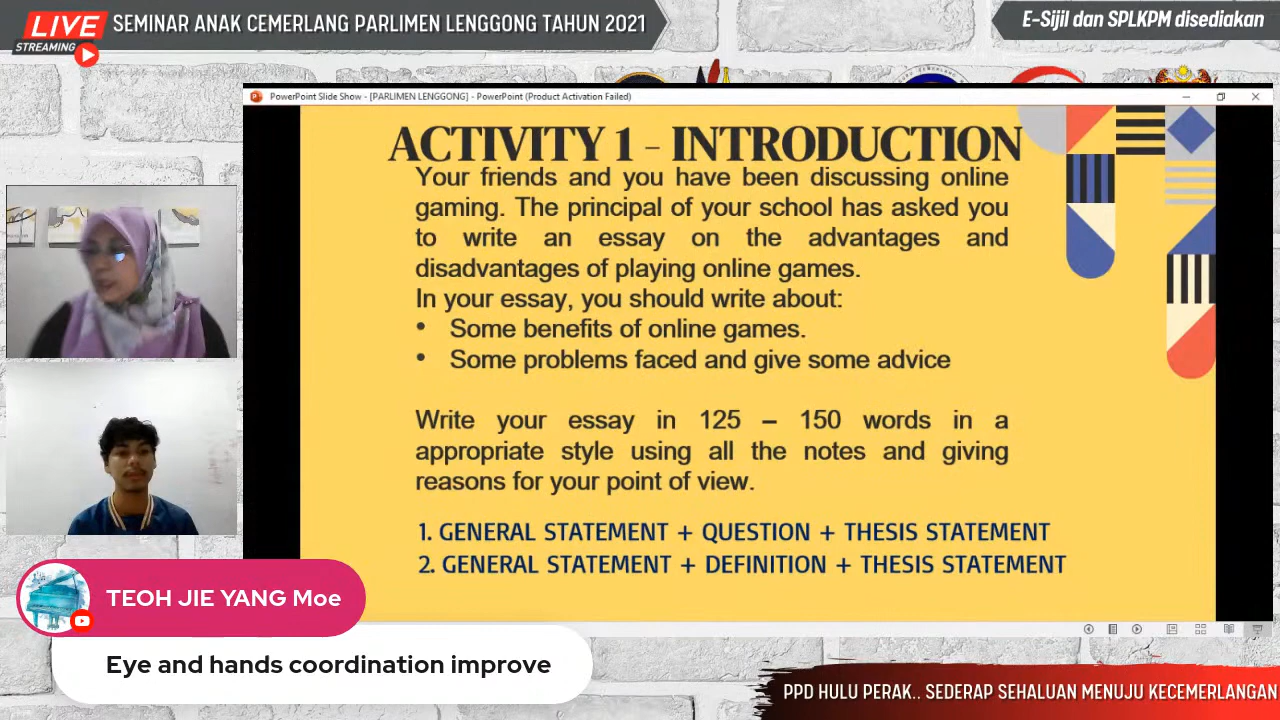 LIVE
STREAMING
SEMINAR ANAK CEMERLANG PARLIMEN LENGGONG TAHUN 2021
E-Sijil dan SPLKPM disediakan
PowerPoint Slide Show - [PARLIMEN LENGGONG] - PowerPoint (Product Activation Failed)
ACTIVITY 1 - INTRODUCTION
Your friends and you have been discussing online
gaming. The principal of your school has asked you
to write an essay on the advantages and
disadvantages of playing online games.
In your essay, you should write about:
• Some benefits of online games.
• Some problems faced and give some advice
Write your essay in 125 – 150 words in a
appropriate style using all the notes and giving
reasons for your point of view.
1. GENERAL STATEMENT + QUESTION + THESIS STATEMENT
2. GENERAL STATEMENT + DEFINITION + THESIS STATEMENT
TEOH JIE YANG Moe
Eye and hands coordination improve
PPD HULU PERAK.. SEDERAP SEHALUAN MENUJU KECEMERLANGAN